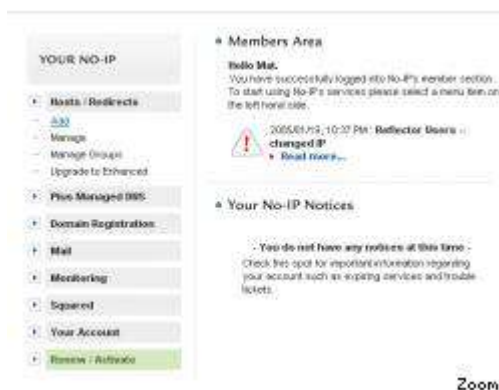 YOUR NO-IP
Hosts / Redirects
Add
Manage
Manage Groups
Upgrade to Enhanced
Plus Managed DNS
Domain Registration
Mail
Monitoring
Squared
Your Account
Renew / Activate
Members Area
Hello Mat.
You have successfully logged into No-IP's member section.
To start using No-IP's services please select a menu item on
the left hand side.
2005/01/19, 10:37 PM: Reflector Users -
changed IP
Read more...
Your No-IP Notices
- You do not have any notices at this time -
Check this spot for important information regarding
your account such as expiring services and trouble
tickets.
Zoom